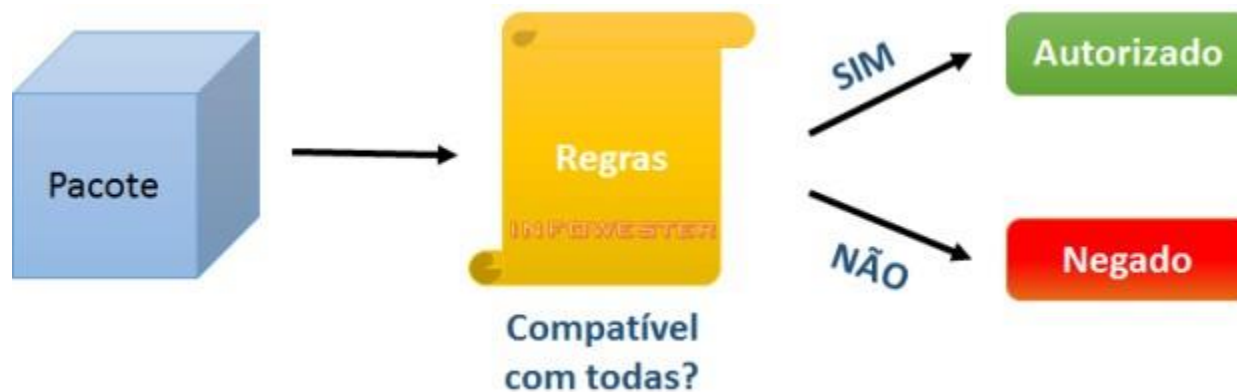 Pacote
Regras
INFOWESTER
Compatível
com todas?
SIM
Autorizado
NÃO
Negado